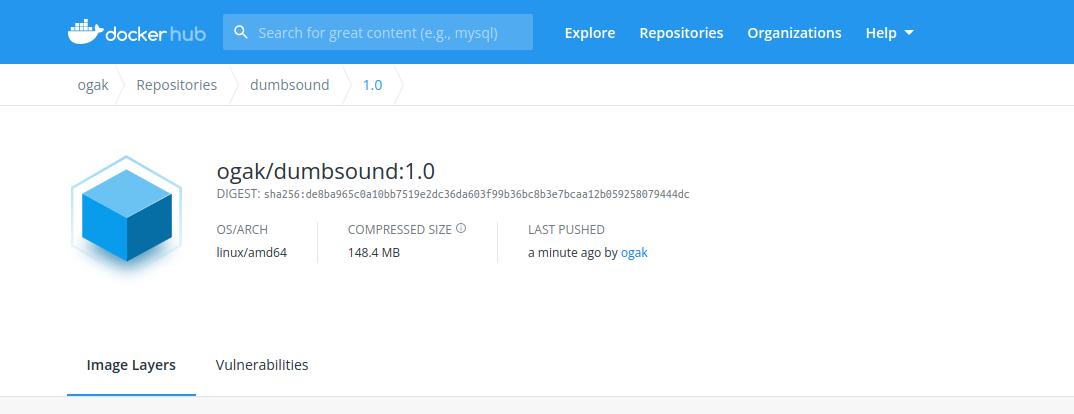 docker hub
Search for great content (e.g., mysql)
Explore
Repositories
Organizations
Help
ogak
Repositories
dumbsound
1.0
ogak/dumbsound:1.0
DIGEST: sha256:de8ba965c0a10bb7519e2dc36da603f99b36bc8b3e7bcaa12b059258079444dc
OS/ARCH
linux/amd64
COMPRESSED SIZE
148.4 MB
LAST PUSHED
a minute ago by ogak
Image Layers
Vulnerabilities